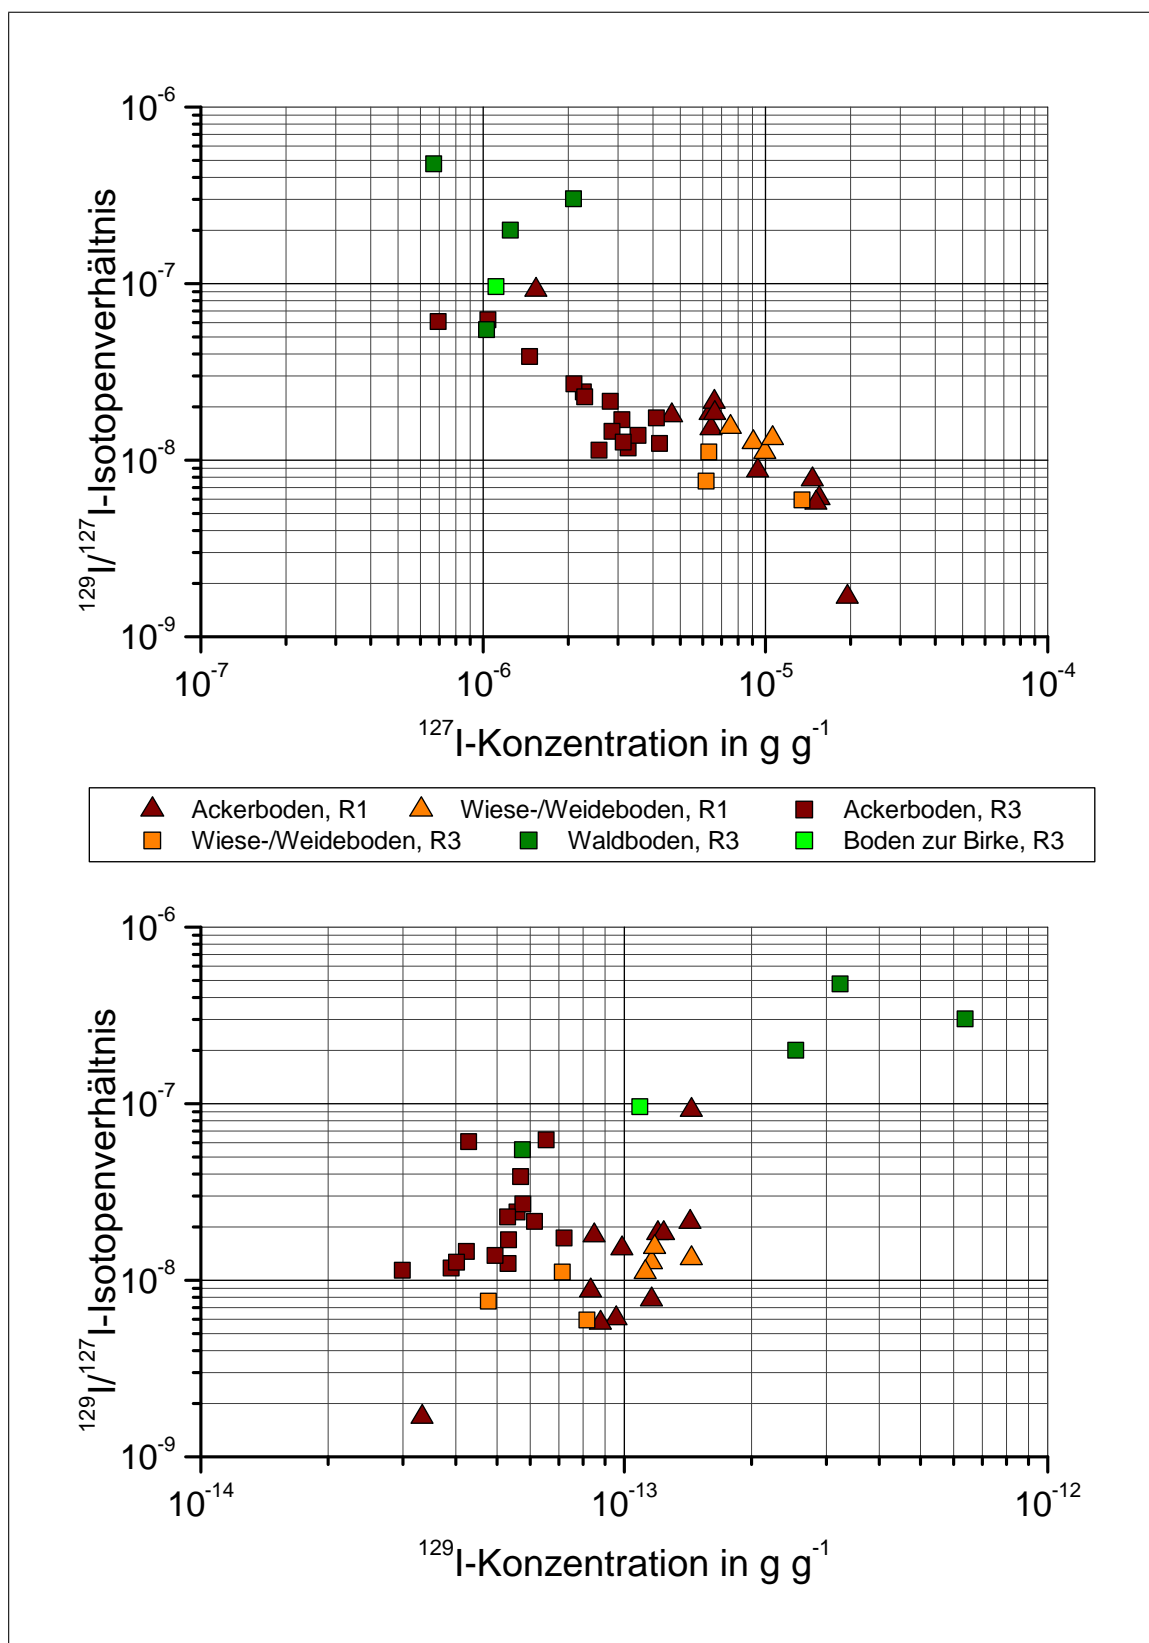 10⁻⁶
10⁻⁷
10⁻⁸
10⁻⁹
¹²⁹I/¹²⁷I-Isotopenverhältnis
10⁻⁷ 10⁻⁶ 10⁻⁵ 10⁻⁴
¹²⁷I-Konzentration in g g⁻¹
Ackerboden, R1 Wiese-/Weideboden, R1 Ackerboden, R3
Wiese-/Weideboden, R3 Waldboden, R3 Boden zur Birke, R3
10⁻⁶
10⁻⁷
10⁻⁸
10⁻⁹
¹²⁹I/¹²⁷I-Isotopenverhältnis
10⁻¹⁴ 10⁻¹³ 10⁻¹²
¹²⁹I-Konzentration in g g⁻¹